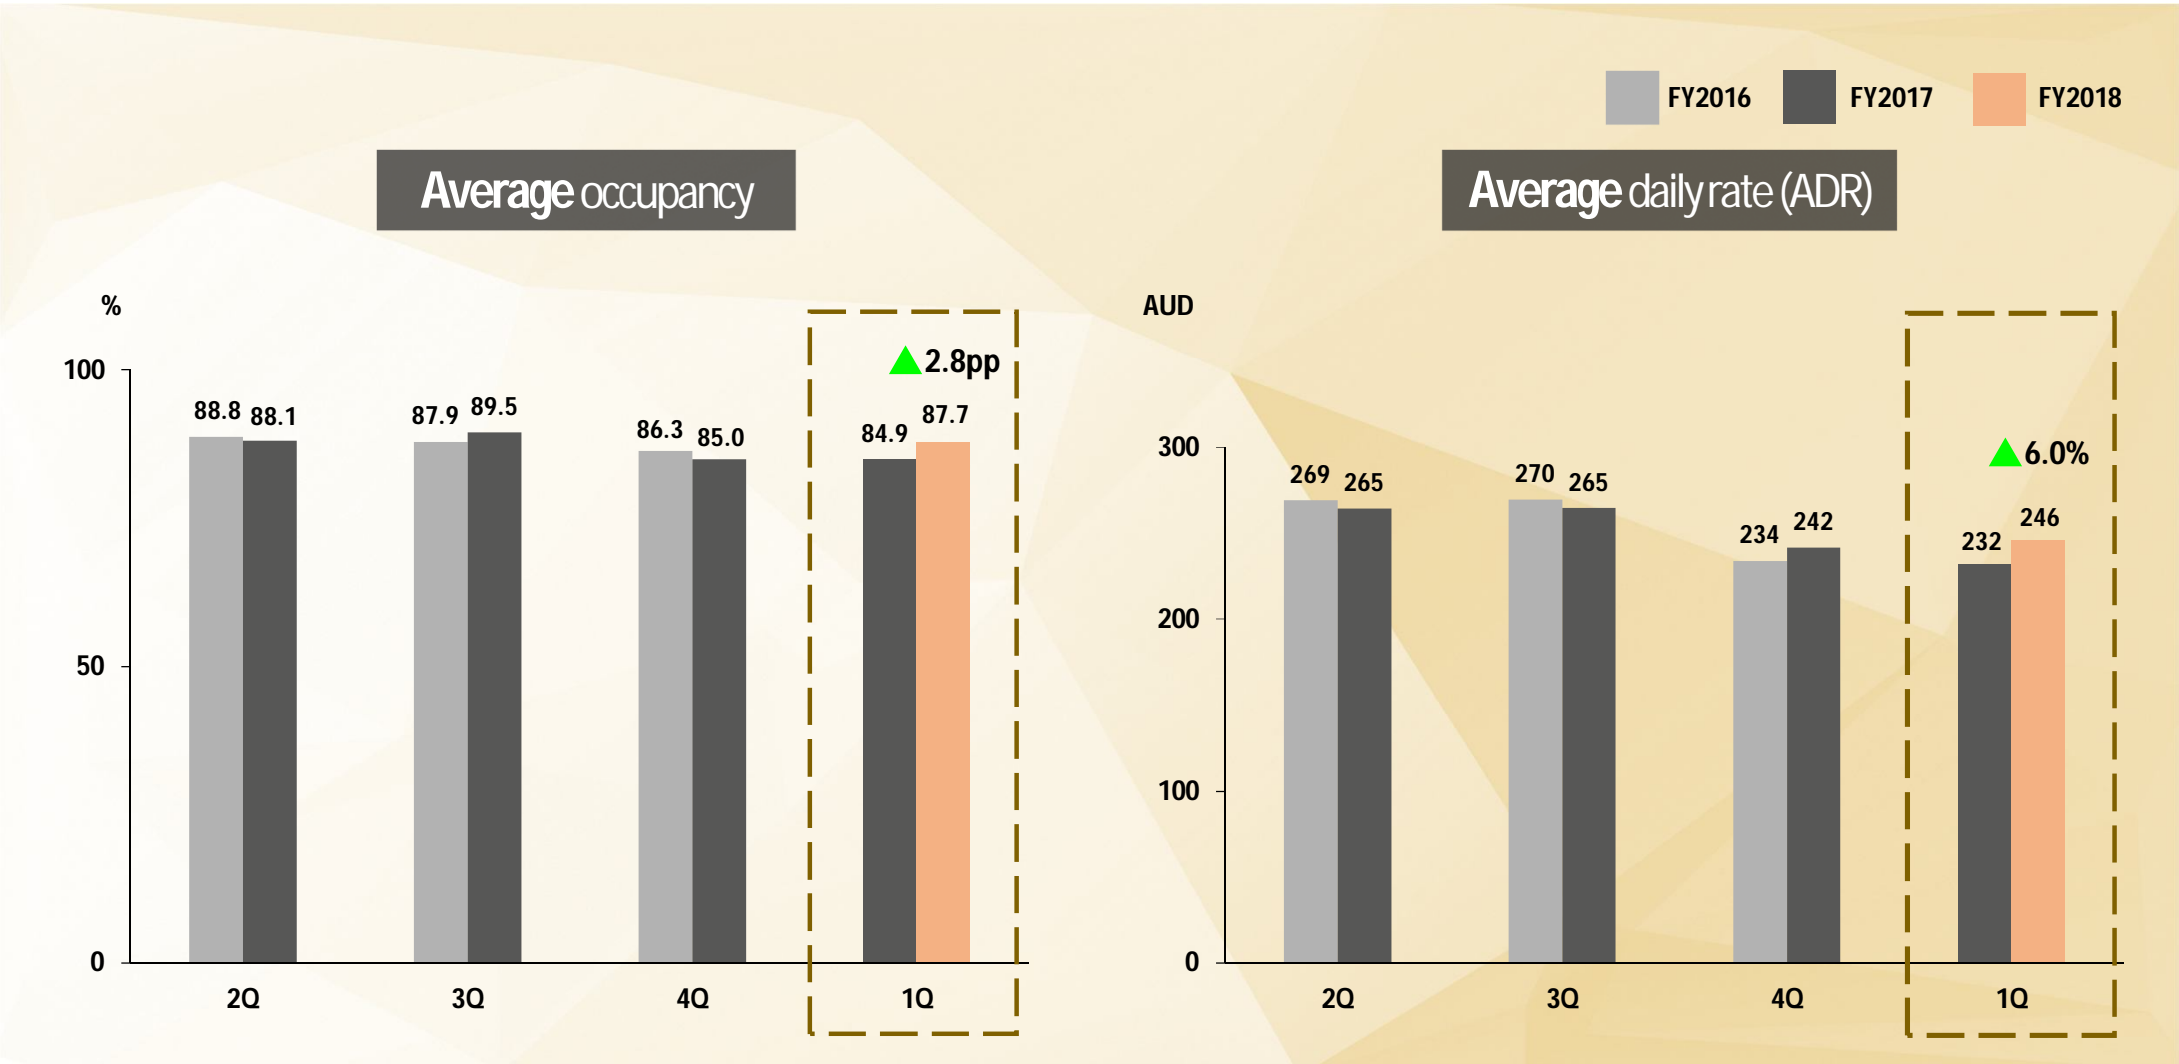 FY2016 FY2017 FY2018
Average occupancy
%
100
50
0
88.8 88.1
87.9 89.5
86.3 85.0
▲ 2.8pp
84.9 87.7
2Q 3Q 4Q 1Q
Average daily rate (ADR)
AUD
300
200
100
0
269 265
270 265
234 242
▲ 6.0%
232 246
2Q 3Q 4Q 1Q